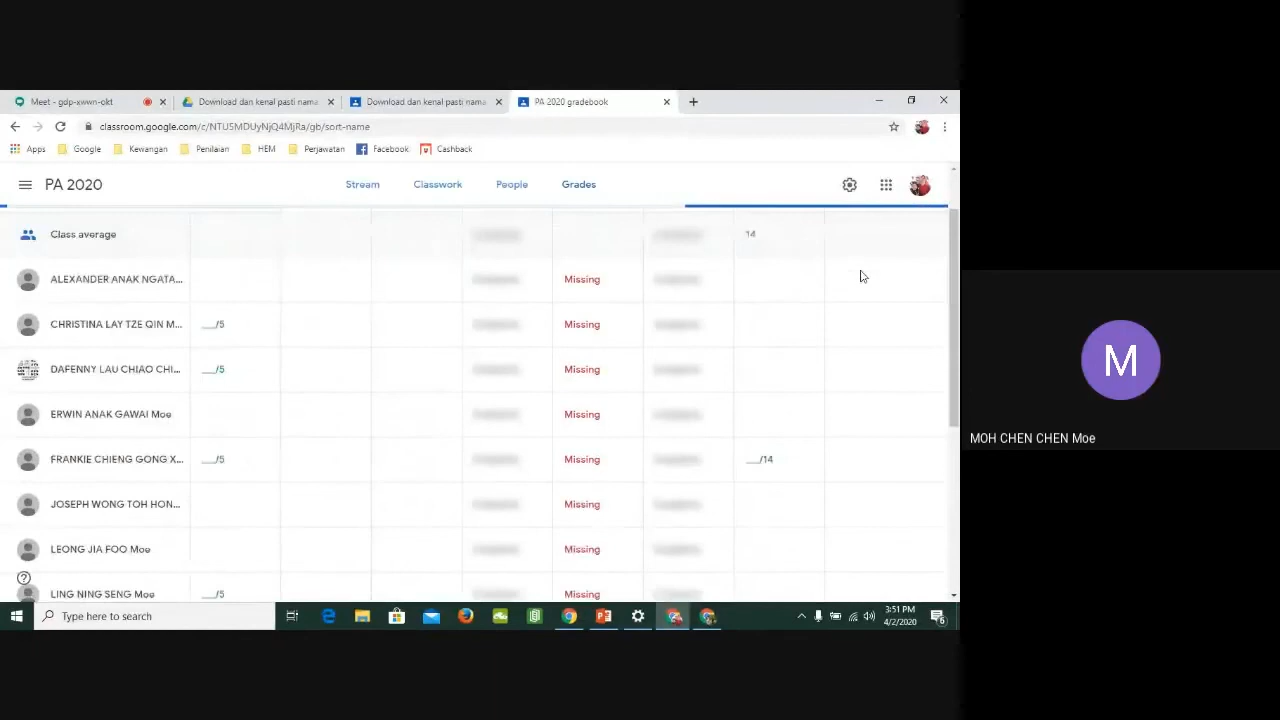 Meet - gdp-xwwn-okt
Download dan kenal pasti nama
Download dan kenal pasti nama
PA 2020 gradebook
classroom.google.com/c/NTU5MDUyNjQ4MjRa/gb/sort-name
Apps Google Kewangan Penilaian HEM Perjawatan Facebook Cashback
PA 2020 Stream Classwork People Grades
Class average 14
ALEXANDER ANAK NGATA... Missing
CHRISTINA LAY TZE QIN M... __/5 Missing
DAFENNY LAU CHIAO CHI... __/5 Missing
ERWIN ANAK GAWAI Moe Missing
FRANKIE CHIENG GONG X... __/5 Missing __/14
JOSEPH WONG TOH HON... Missing
LEONG JIA FOO Moe Missing
LING NING SENG Moe __/5 Missing
Type here to search
3:51 PM
4/2/2020
6
M
MOH CHEN CHEN Moe